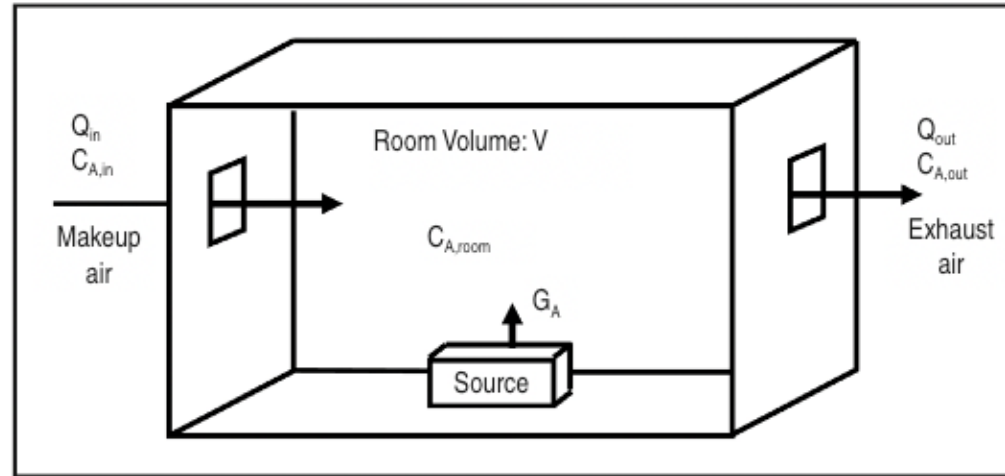 Room Volume: V
Q_in
C_A,in
Makeup
air
C_A,room
G_A
Source
Q_out
C_A,out
Exhaust
air